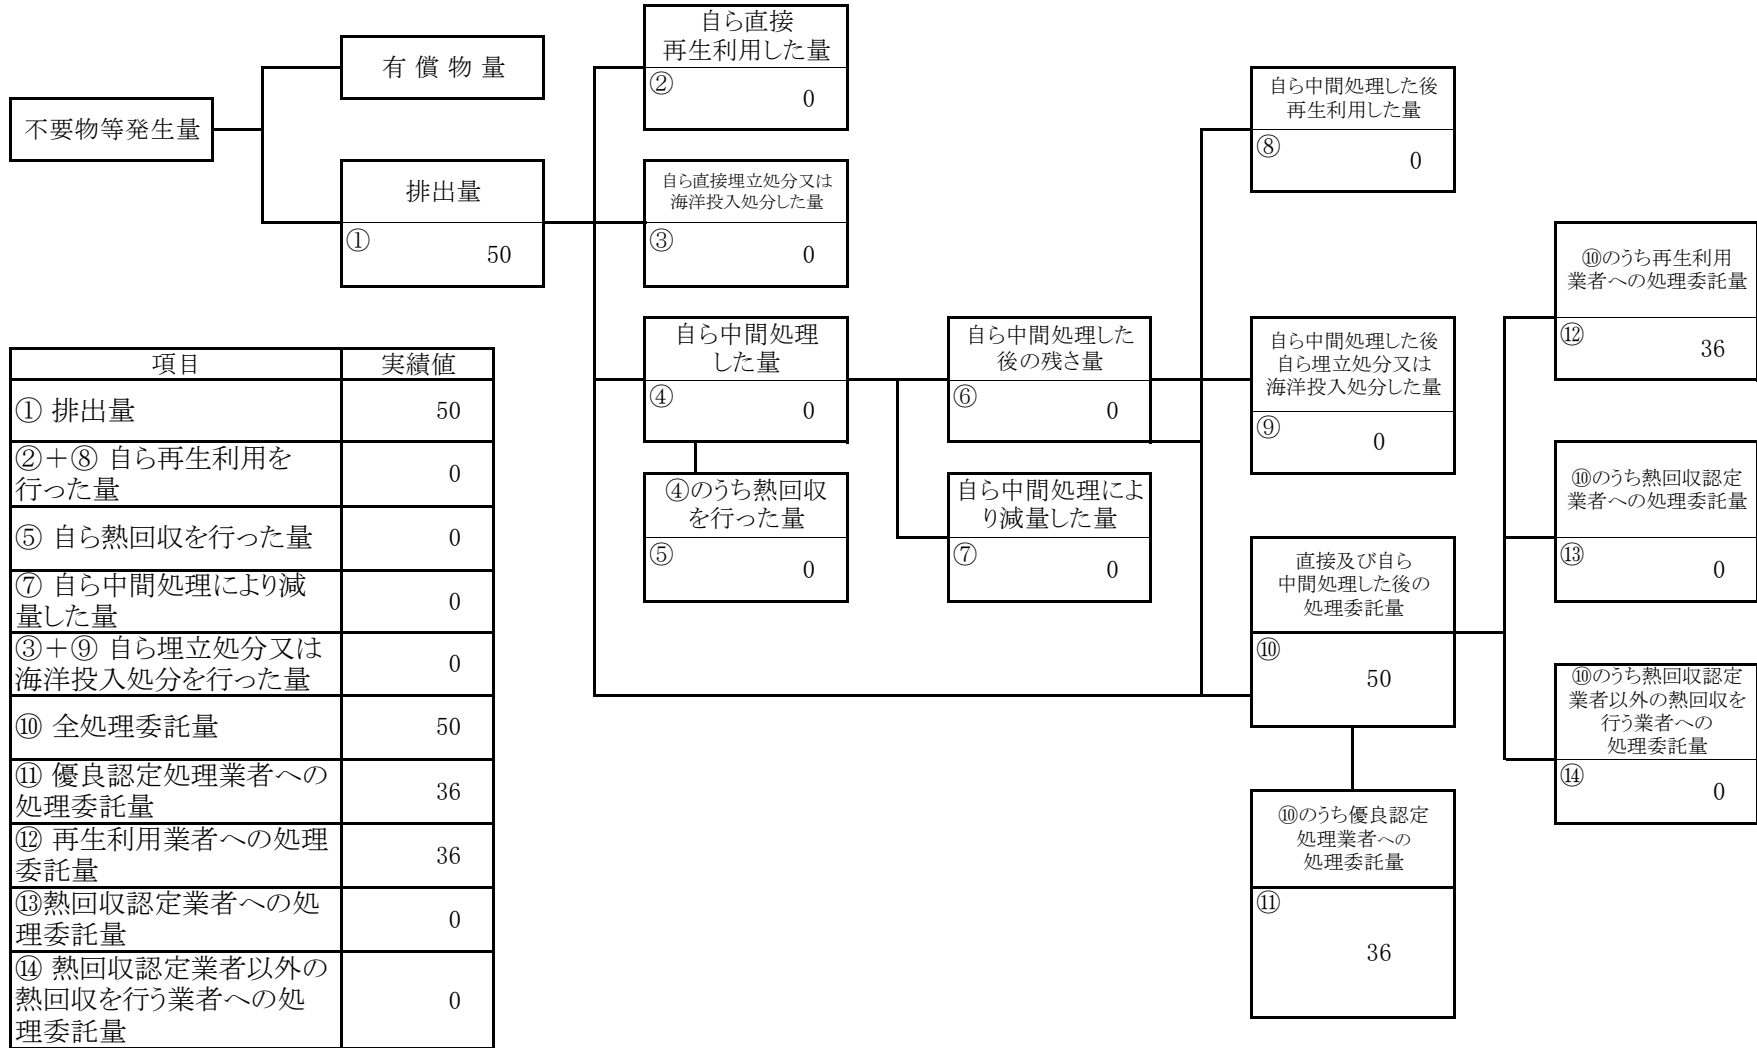 不要物等発生量
有 償 物 量
排出量
①
50
自ら直接
再生利用した量
②
0
自ら直接埋立処分又は
海洋投入処分した量
③
0
自ら中間処理
した量
④
0
④のうち熱回収
を行った量
⑤
0
自ら中間処理した
後の残さ量
⑥
0
自ら中間処理によ
り減量した量
⑦
0
自ら中間処理した後
再生利用した量
⑧
0
自ら中間処理した後
自ら埋立処分又は
海洋投入処分した量
⑨
0
直接及び自ら
中間処理した後の
処理委託量
⑩
50
⑩のうち優良認定
処理業者への
処理委託量
⑪
36
⑩のうち再生利用
業者への処理委託量
⑫
36
⑩のうち熱回収認定
業者への処理委託量
⑬
0
⑩のうち熱回収認定
業者以外の熱回収を
行う業者への
処理委託量
⑭
0
項目 実績値
① 排出量 50
②+⑧ 自ら再生利用を
行った量 0
⑤ 自ら熱回収を行った量 0
⑦ 自ら中間処理により減
量した量 0
③+⑨ 自ら埋立処分又は
海洋投入処分を行った量 0
⑩ 全処理委託量 50
⑪ 優良認定処理業者への
処理委託量 36
⑫ 再生利用業者への処理
委託量 36
⑬熱回収認定業者への処
理委託量 0
⑭ 熱回収認定業者以外の
熱回収を行う業者への処
理委託量 0